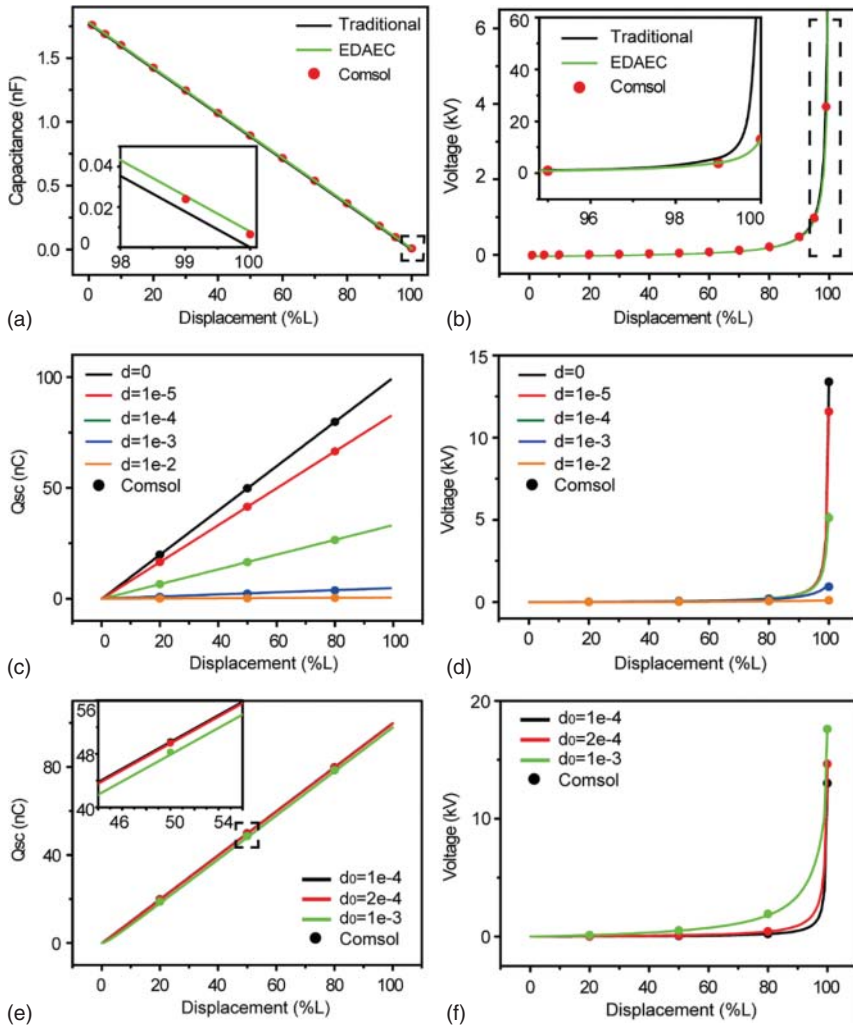 Capacitance (nF)
1.5
1.0
0.5
0.0
Traditional
EDAEC
Comsol
0.04
0.02
0
98
99
100
0
20
40
60
80
100
Displacement (%L)
(a)
Voltage (kV)
6
4
2
0
60
40
20
0
Traditional
EDAEC
Comsol
96
98
100
0
20
40
60
80
100
Displacement (%L)
(b)
Qsc (nC)
100
50
0
d=0
d=1e-5
d=1e-4
d=1e-3
d=1e-2
Comsol
0
20
40
60
80
100
Displacement (%L)
(c)
Voltage (kV)
15
10
5
0
d=0
d=1e-5
d=1e-4
d=1e-3
d=1e-2
Comsol
0
20
40
60
80
100
Displacement (%L)
(d)
Qsc (nC)
80
40
0
56
48
40
46
50
54
d0=1e-4
d0=2e-4
d0=1e-3
Comsol
0
20
40
60
80
100
Displacement (%L)
(e)
Voltage (kV)
20
15
10
5
0
d0=1e-4
d0=2e-4
d0=1e-3
Comsol
0
20
40
60
80
100
Displacement (%L)
(f)